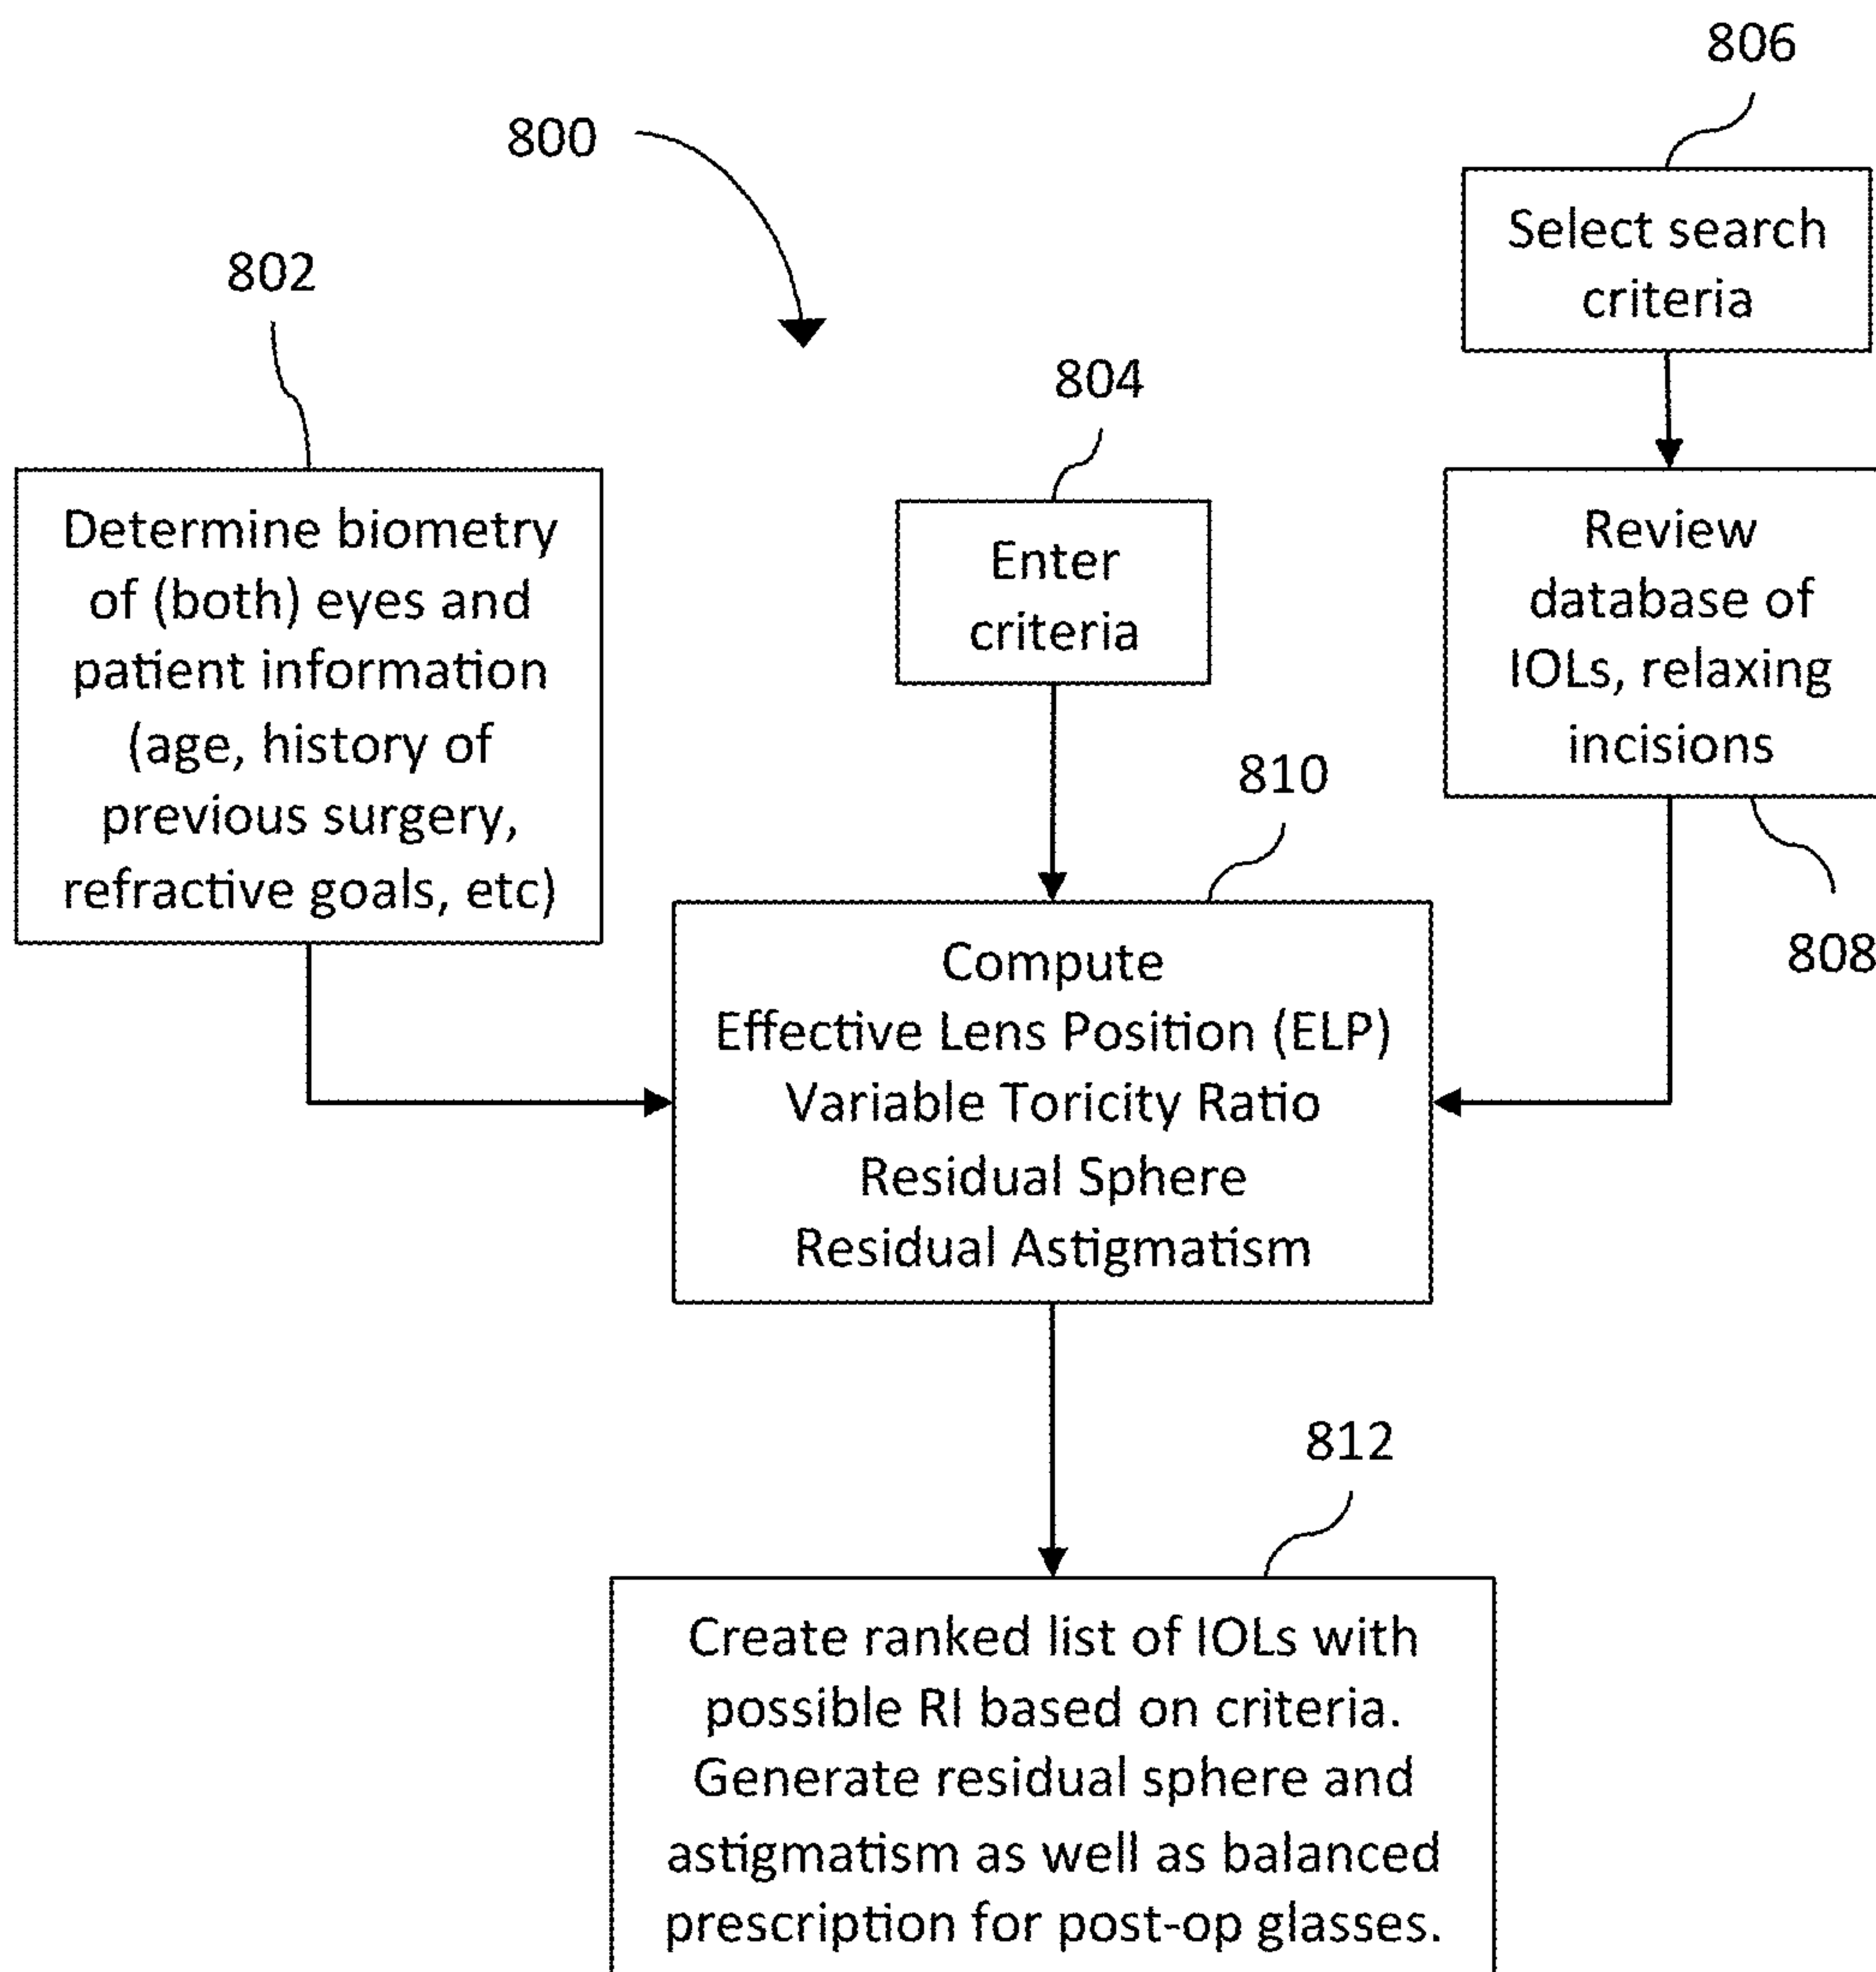 806
800
Select search
criteria
802
804
Determine biometry
of (both) eyes and
patient information
(age, history of
previous surgery,
refractive goals, etc)
Enter
criteria
Review
database of
IOLs, relaxing
incisions
810
808
Compute
Effective Lens Position (ELP)
Variable Toricity Ratio
Residual Sphere
Residual Astigmatism
812
Create ranked list of IOLs with
possible RI based on criteria.
Generate residual sphere and
astigmatism as well as balanced
prescription for post-op glasses.